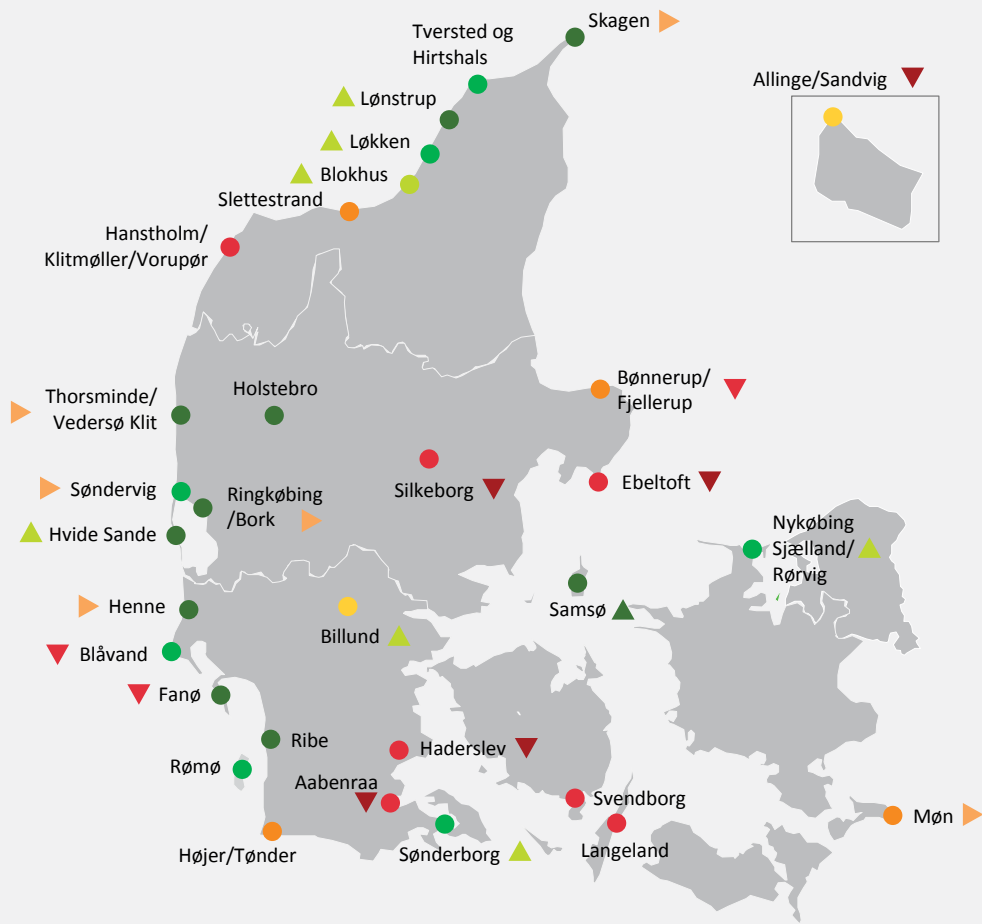 Skagen
Tversted og
Hirtshals
Allinge/Sandvig
Lønstrup
Løkken
Blokhus
Slettestrand
Hanstholm/
Klitmøller/Vorupør
Thorsminde/
Vedersø Klit
Holstebro
Bønnerup/
Fjellerup
Søndervig
Ringkøbing
/Bork
Silkeborg
Ebeltoft
Hvide Sande
Nykøbing
Sjælland/
Rørvig
Henne
Billund
Samsø
Blåvand
Fanø
Ribe
Haderslev
Rømø
Aabenraa
Svendborg
Møn
Højer/Tønder
Sønderborg
Langeland